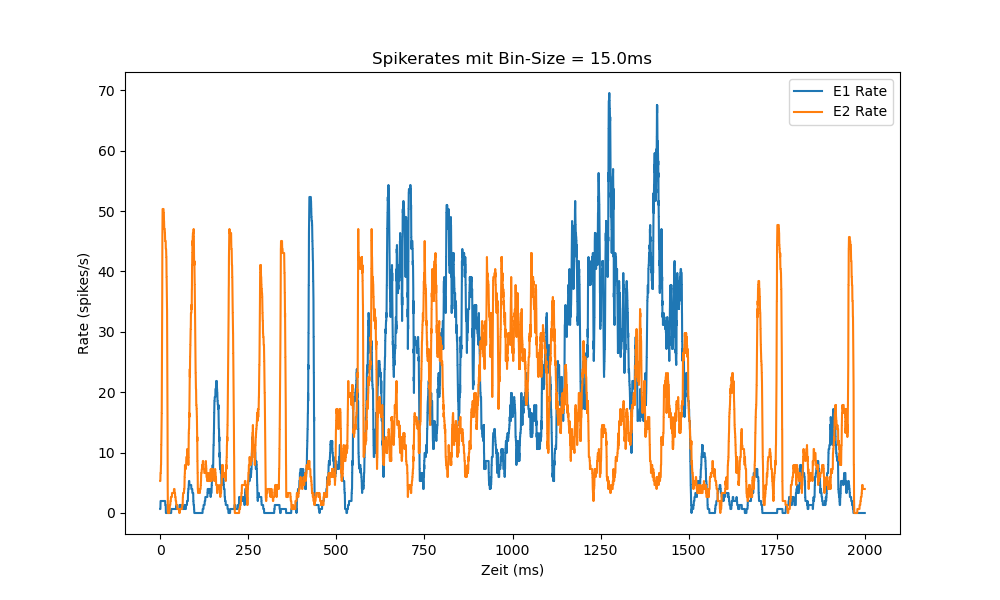 Spikerates mit Bin-Size = 15.0ms
E1 Rate
E2 Rate
Rate (spikes/s)
70
60
50
40
30
20
10
0
0 250 500 750 1000 1250 1500 1750 2000
Zeit (ms)